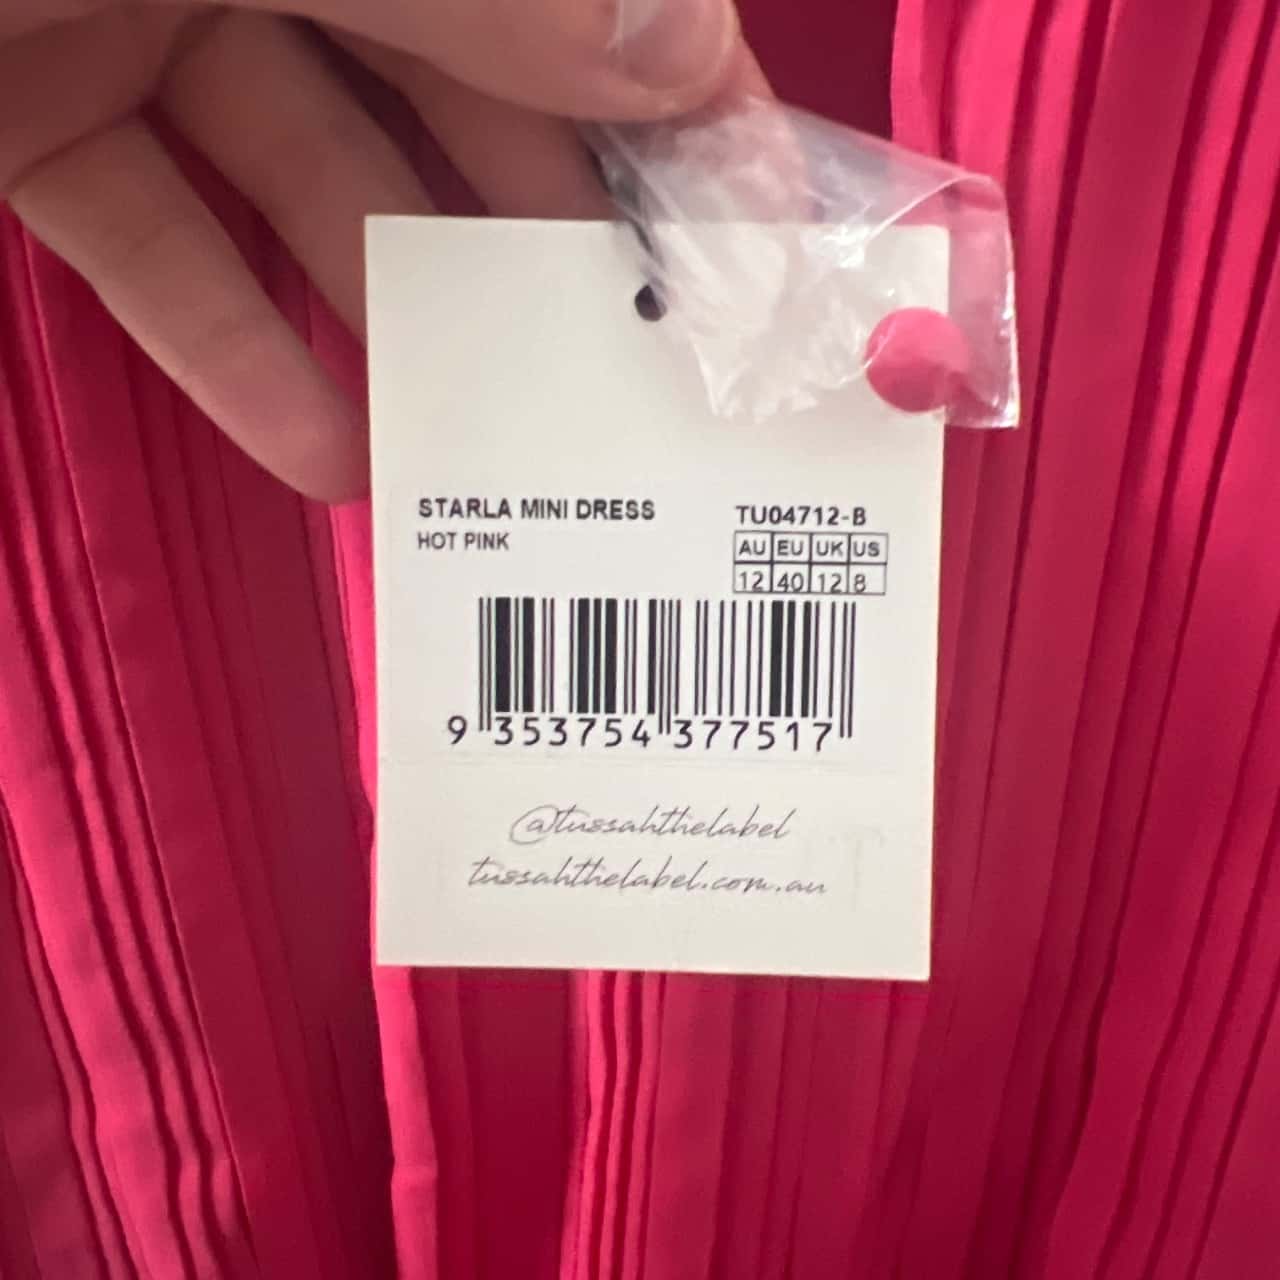 STARLA MINI DRESS
HOT PINK
TU04712-B
AU EU UK US
12 40 12 8
9 353754 377517
@tussahthelabel
tussahthelabel.com.au